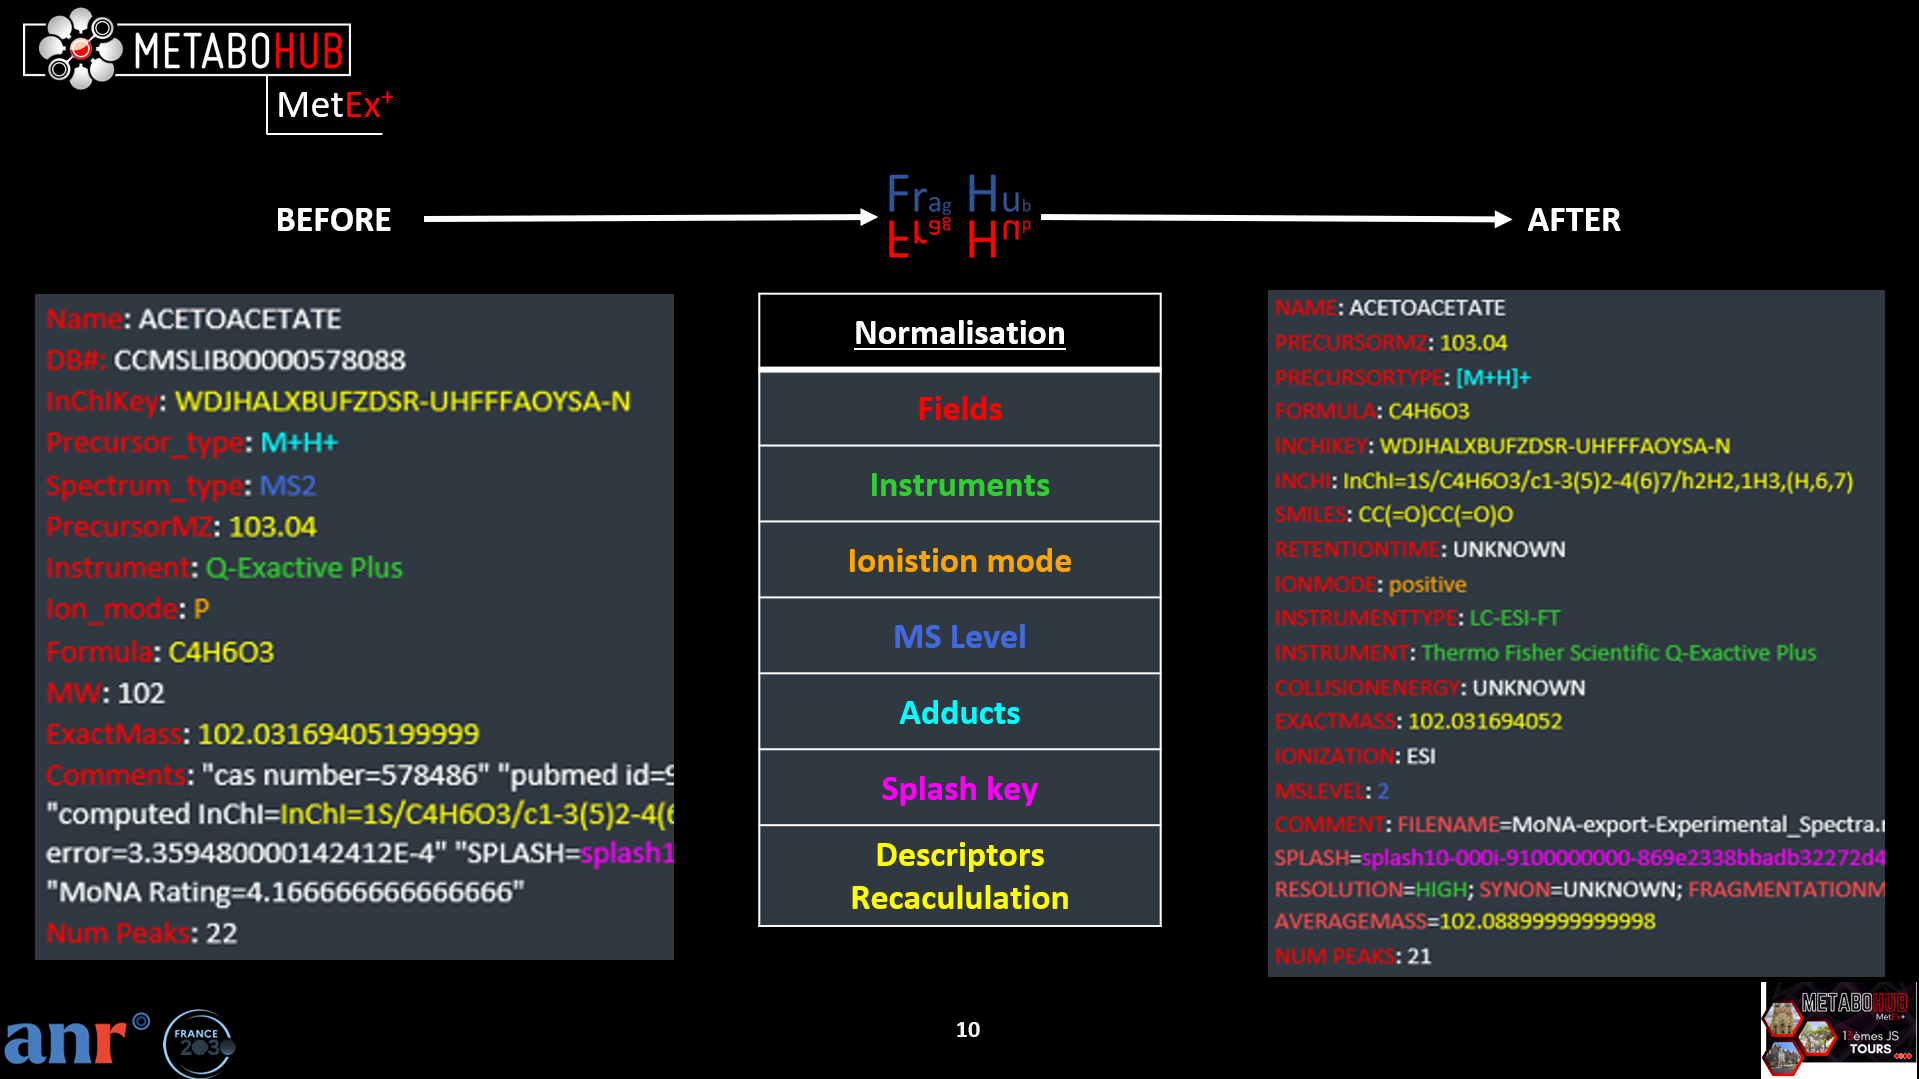 METABOHUB
MetEx+
BEFORE
Frag Hub
AFTER
Name: ACETOACETATE
DB#: CCMSLIB00000578088
InChIKey: WDJHALXBUFZDSR-UHFFFAOYSA-N
Precursor_type: M+H+
Spectrum_type: MS2
PrecursorMZ: 103.04
Instrument: Q-Exactive Plus
Ion_mode: P
Formula: C4H6O3
MW: 102
ExactMass: 102.03169405199999
Comments: "cas number=578486" "pubmed id=9
"computed InChI=InChI=1S/C4H6O3/c1-3(5)2-4(6
error=3.359480000142412E-4" "SPLASH=splash1
"MoNA Rating=4.166666666666666"
Num Peaks: 22
Normalisation
Fields
Instruments
Ionistion mode
MS Level
Adducts
Splash key
Descriptors
Recacululation
NAME: ACETOACETATE
PRECURSORMZ: 103.04
PRECURSORTYPE: [M+H]+
FORMULA: C4H6O3
INCHIKEY: WDJHALXBUFZDSR-UHFFFAOYSA-N
INCHI: InChI=1S/C4H6O3/c1-3(5)2-4(6)7/h2H2,1H3,(H,6,7)
SMILES: CC(=O)CC(=O)O
RETENTIONTIME: UNKNOWN
IONMODE: positive
INSTRUMENTTYPE: LC-ESI-FT
INSTRUMENT: Thermo Fisher Scientific Q-Exactive Plus
COLLISIONENERGY: UNKNOWN
EXACTMASS: 102.031694052
IONIZATION: ESI
MSLEVEL: 2
COMMENT: FILENAME=MoNA-export-Experimental_Spectra.
SPLASH=splash10-000i-9100000000-869e2338bbadb32272d4
RESOLUTION=HIGH; SYNON=UNKNOWN; FRAGMENTATIONM
AVERAGEMASS=102.08899999999998
NUM PEAKS: 21
anr
FRANCE
2030
10
METABOHUB
MetEx+
13èmes JS
TOURS